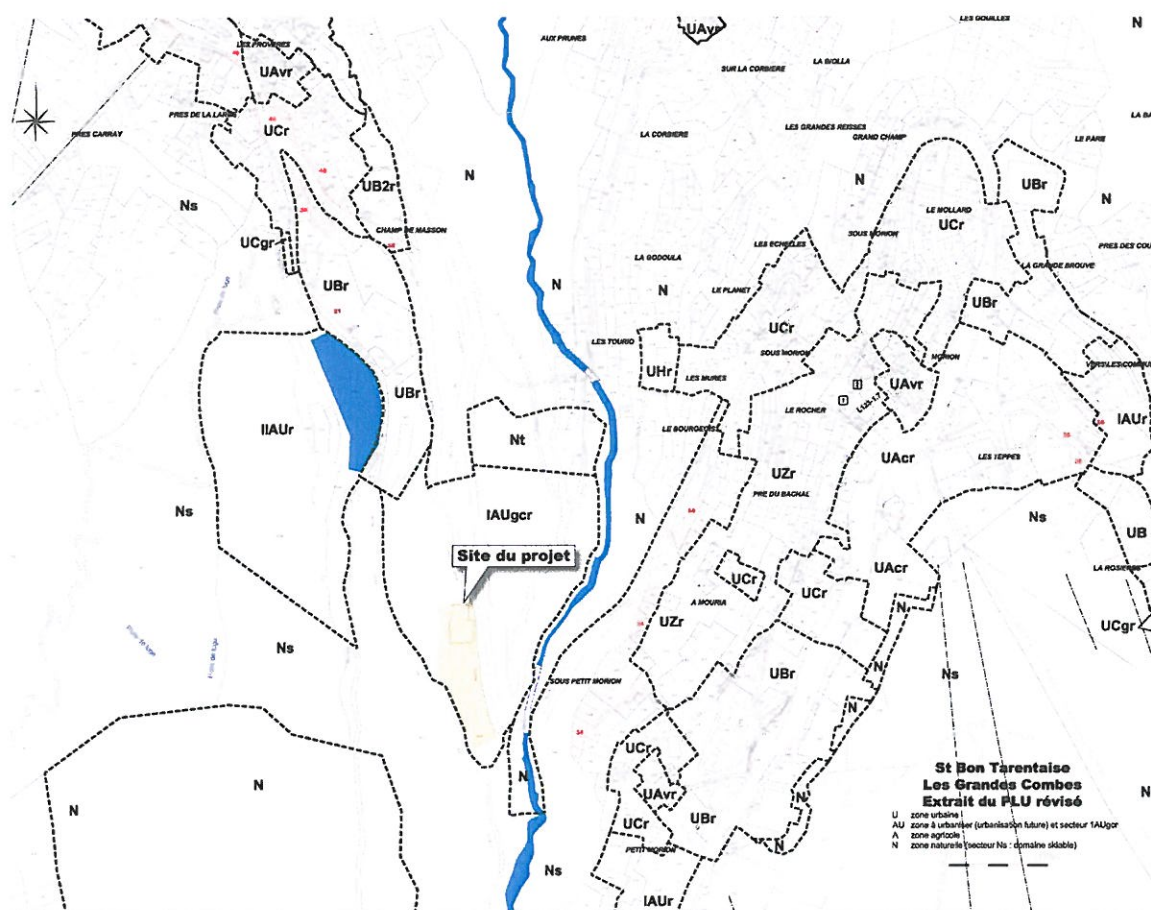 LES GOUILLES
N
UAvr
AUX PRUNES
LES PROVERES
UAvr
SUR LA CORBIERE
LA BIOLLA
PRES CARRAY
UCr
LA CORBIERE
LES GRANDES REISSES
GRAND CHAMP
LE PARIE
N
UB2r
N
UBr
Ns
N
LE MOLLARD
UCr
UCgr
CHAMP DE MASSON
LES ECHELLES
SOUS MORION
PRES DES COU
LA GODOULA
LA GRANDE BROUVE
UBr
N
N
LE PLANET
UBr
UCr
LES TOURIO
SOUS MORION
MORION
UHr
LES MURES
UAvr
UBr
IIAUr
LE ROCHER
L123-1.7
IAUr
LE BOURGEOIS
Nt
UAcr
LES TEPPES
UZr
PRE DU BACHAL
Ns
IAUgcr
N
Ns
UB
Site du projet
UAcr
LA ROSIERE
UCr
UCr
A MOURIA
N
UZr
UCgr
Ns
UBr
N
Ns
SOUS PETIT MORION
N
34
UCr
N
N
N
UAvr
St Bon Tarentaise
Les Grandes Combes
Extrait du PLU révisé
N
UCr
UBr
N
U zone urbaine
AU zone à urbaniser (urbanisation future) et secteur 1AUgcr
A zone agricole
N zone naturelle (secteur Ns : domaine skiable)
PETIT MORION
N
Ns
IAUr